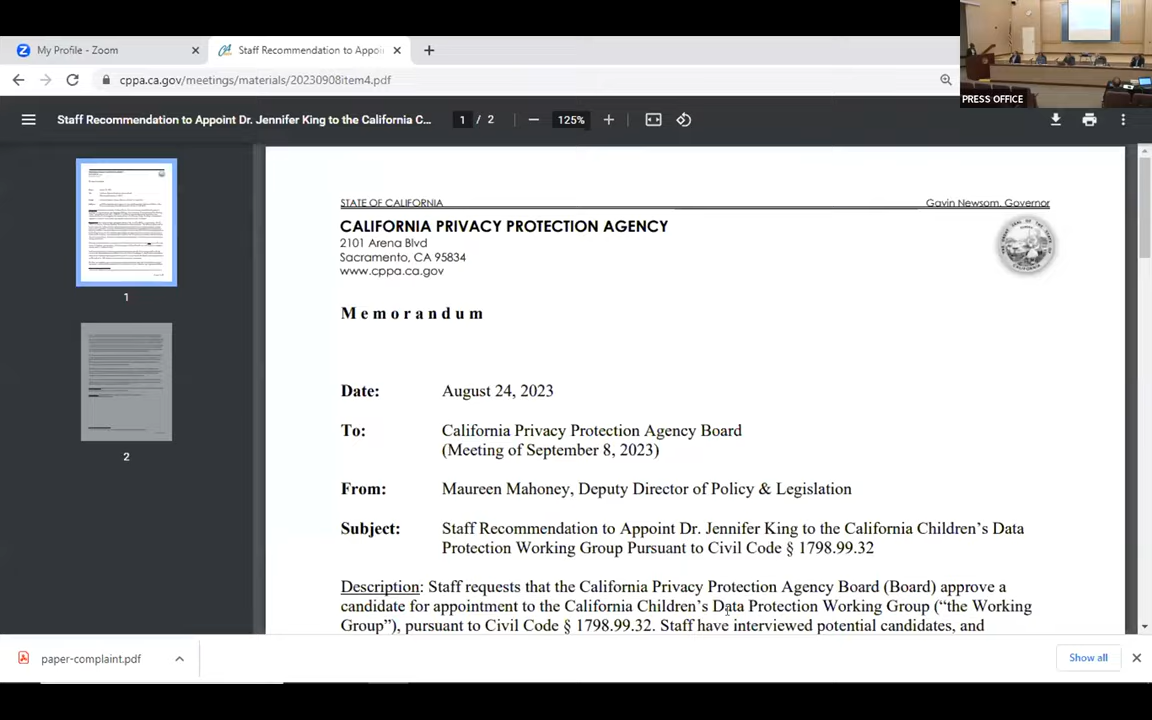 My Profile - Zoom
Staff Recommendation to Appoi
cppa.ca.gov/meetings/materials/20230908item4.pdf
PRESS OFFICE
Staff Recommendation to Appoint Dr. Jennifer King to the California C...
1 / 2
125%
1
2
STATE OF CALIFORNIA
Gavin Newsom, Governor
CALIFORNIA PRIVACY PROTECTION AGENCY
2101 Arena Blvd
Sacramento, CA 95834
www.cppa.ca.gov
Memorandum
Date: August 24, 2023
To: California Privacy Protection Agency Board
(Meeting of September 8, 2023)
From: Maureen Mahoney, Deputy Director of Policy & Legislation
Subject: Staff Recommendation to Appoint Dr. Jennifer King to the California Children's Data
Protection Working Group Pursuant to Civil Code § 1798.99.32
Description: Staff requests that the California Privacy Protection Agency Board (Board) approve a
candidate for appointment to the California Children's Data Protection Working Group ("the Working
Group"), pursuant to Civil Code § 1798.99.32. Staff have interviewed potential candidates, and
paper-complaint.pdf
Show all